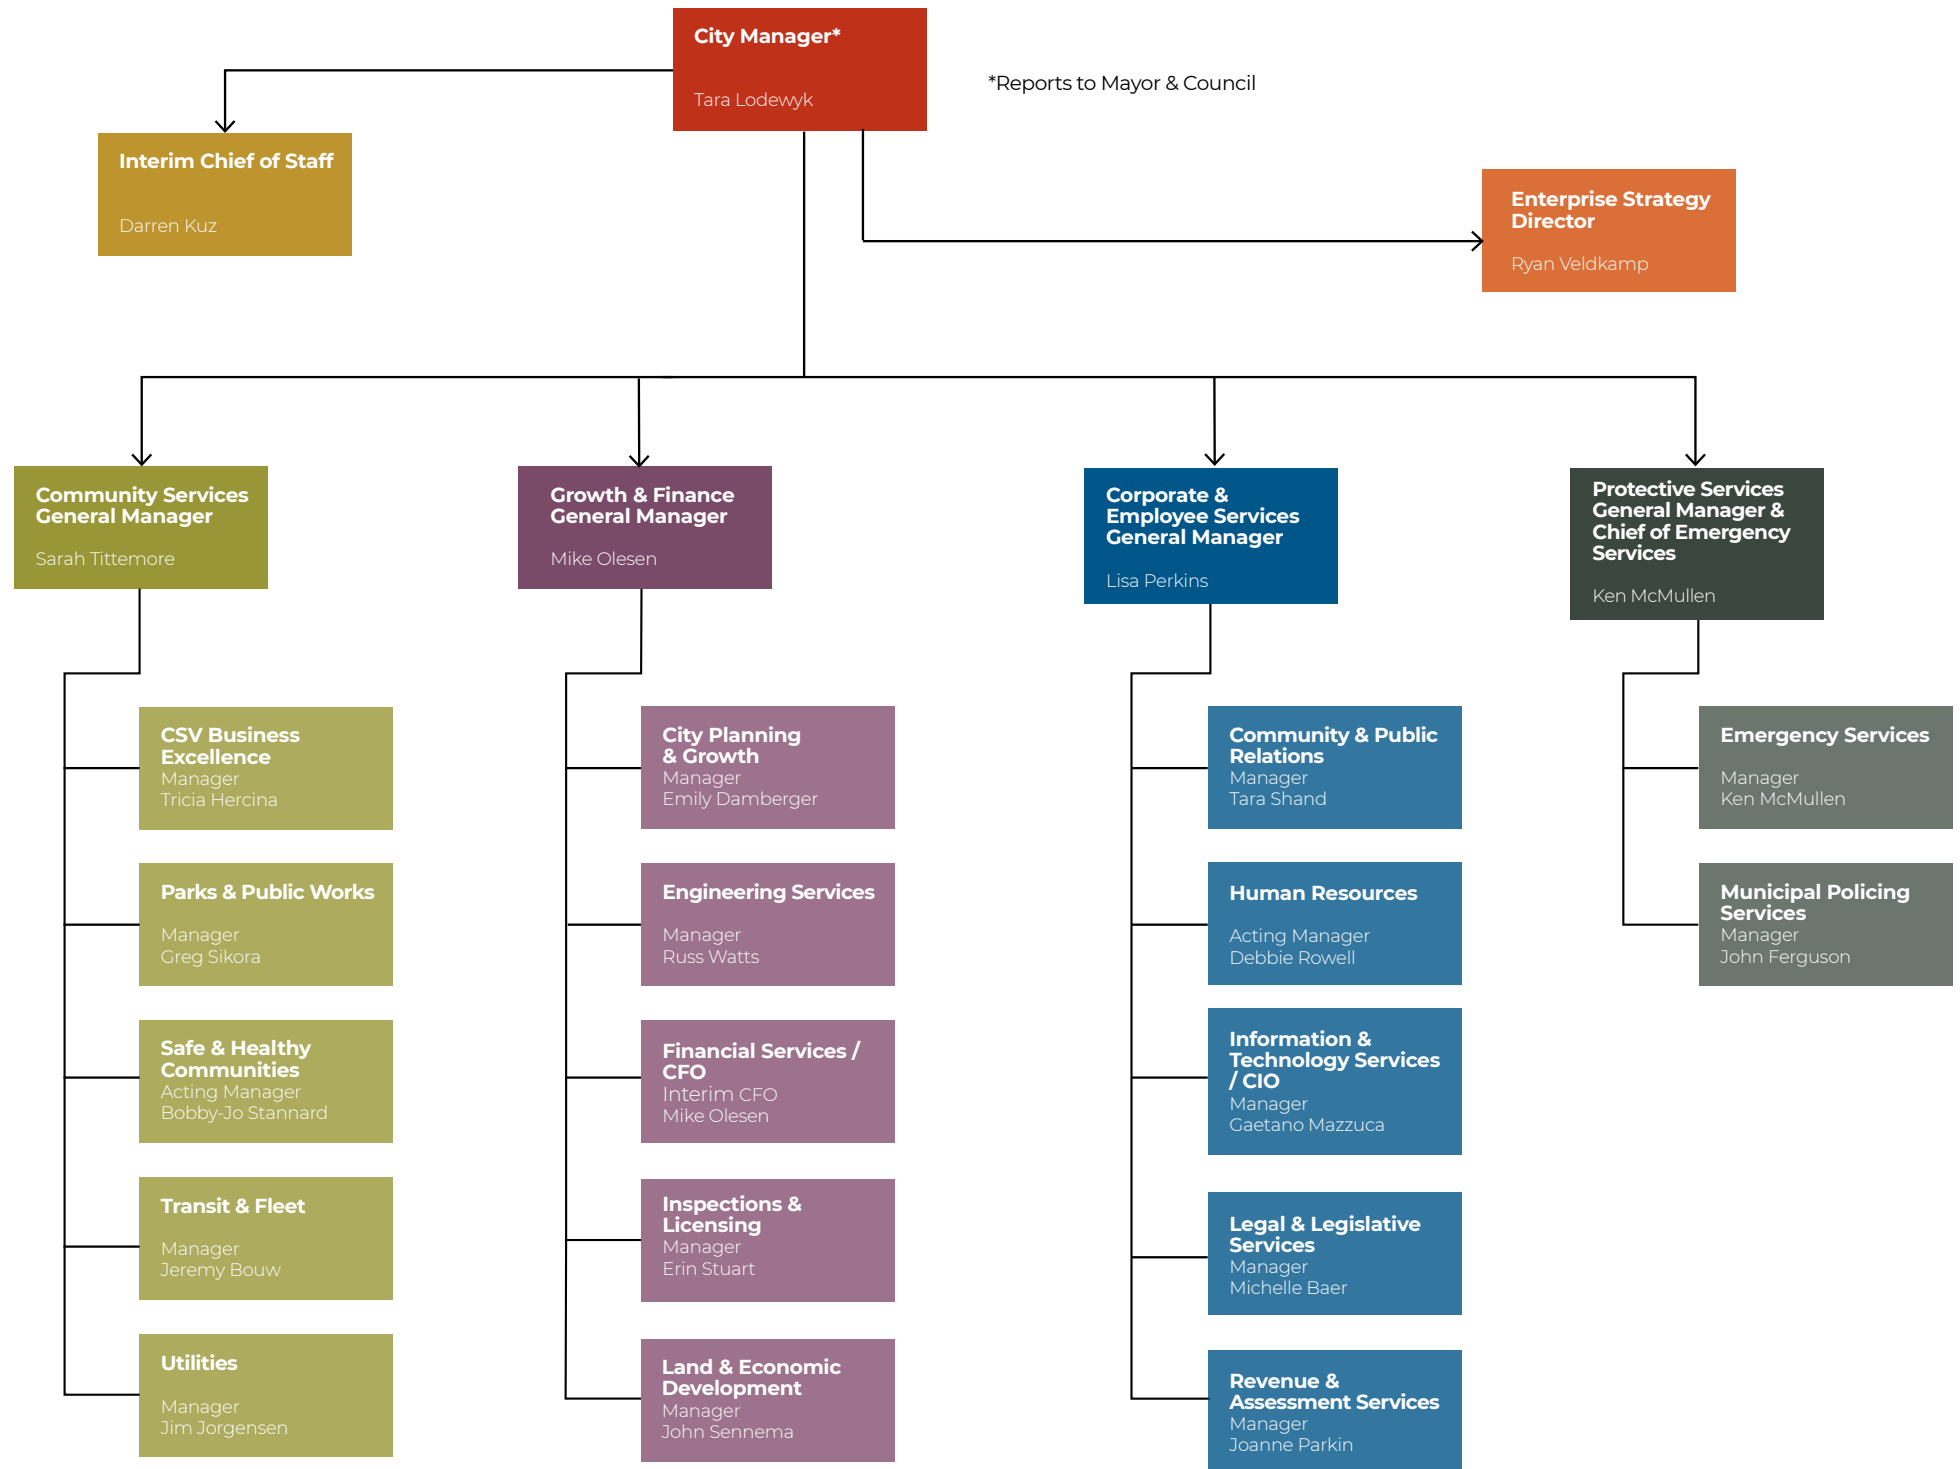 City Manager*
Tara Lodewyk
*Reports to Mayor & Council
Interim Chief of Staff
Darren Kuz
Enterprise Strategy
Director
Ryan Veldkamp
Community Services
General Manager
Sarah Tittemore
Growth & Finance
General Manager
Mike Olesen
Corporate &
Employee Services
General Manager
Lisa Perkins
Protective Services
General Manager &
Chief of Emergency
Services
Ken McMullen
CSV Business
Excellence
Manager
Tricia Hercina
Parks & Public Works
Manager
Greg Sikora
Safe & Healthy
Communities
Acting Manager
Bobby-Jo Stannard
Transit & Fleet
Manager
Jeremy Bouw
Utilities
Manager
Jim Jorgensen
City Planning
& Growth
Manager
Emily Damberger
Engineering Services
Manager
Russ Watts
Financial Services /
CFO
Interim CFO
Mike Olesen
Inspections &
Licensing
Manager
Erin Stuart
Land & Economic
Development
Manager
John Sennema
Community & Public
Relations
Manager
Tara Shand
Human Resources
Acting Manager
Debbie Rowell
Information &
Technology Services
/ CIO
Manager
Gaetano Mazzuca
Legal & Legislative
Services
Manager
Michelle Baer
Revenue &
Assessment Services
Manager
Joanne Parkin
Emergency Services
Manager
Ken McMullen
Municipal Policing
Services
Manager
John Ferguson